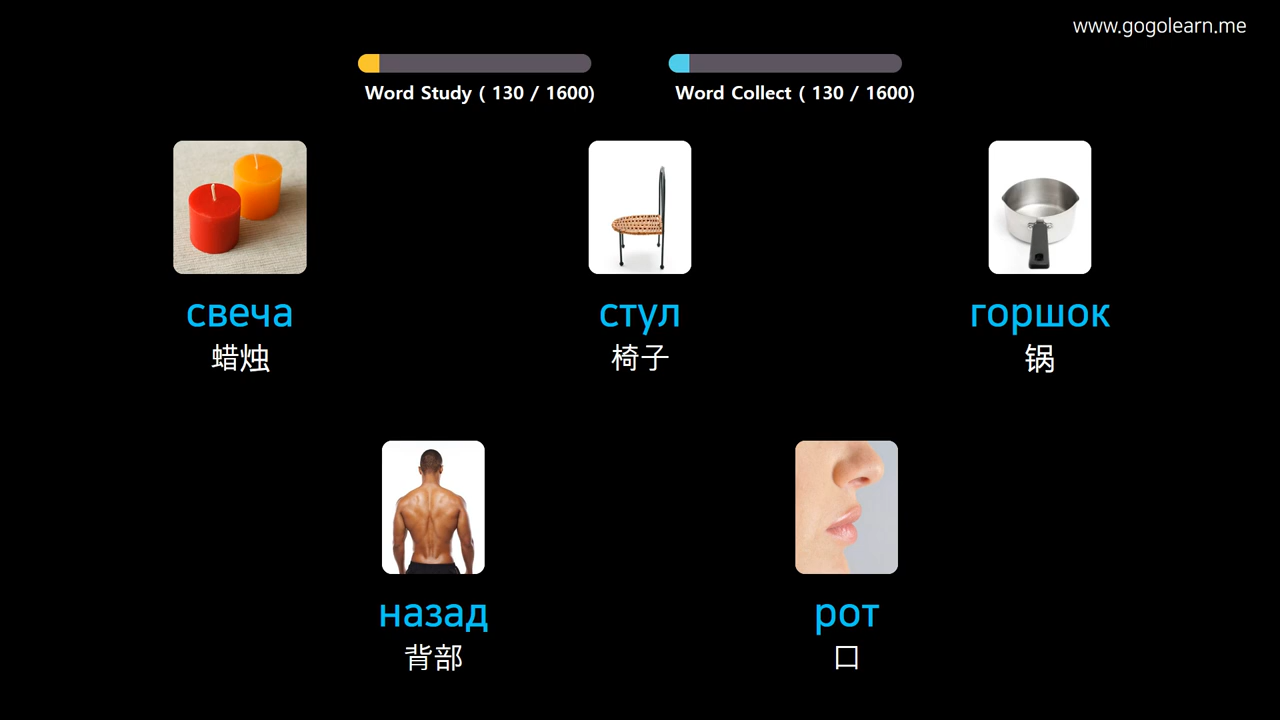 www.gogolearn.me
Word Study ( 130 / 1600)
Word Collect ( 130 / 1600)
свеча
蜡烛
стул
椅子
горшок
锅
назад
背部
рот
口